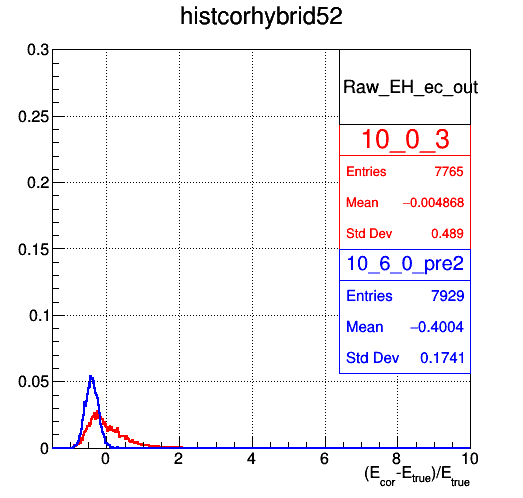 histcorhybrid52
0.3
0.25
0.2
0.15
0.1
0.05
0
Raw_EH_ec_out
10_0_3
Entries 7765
Mean −0.004868
Std Dev 0.489
10_6_0_pre2
Entries 7929
Mean −0.4004
Std Dev 0.1741
0 2 4 6 8 10
(E_cor-E_true)/E_true